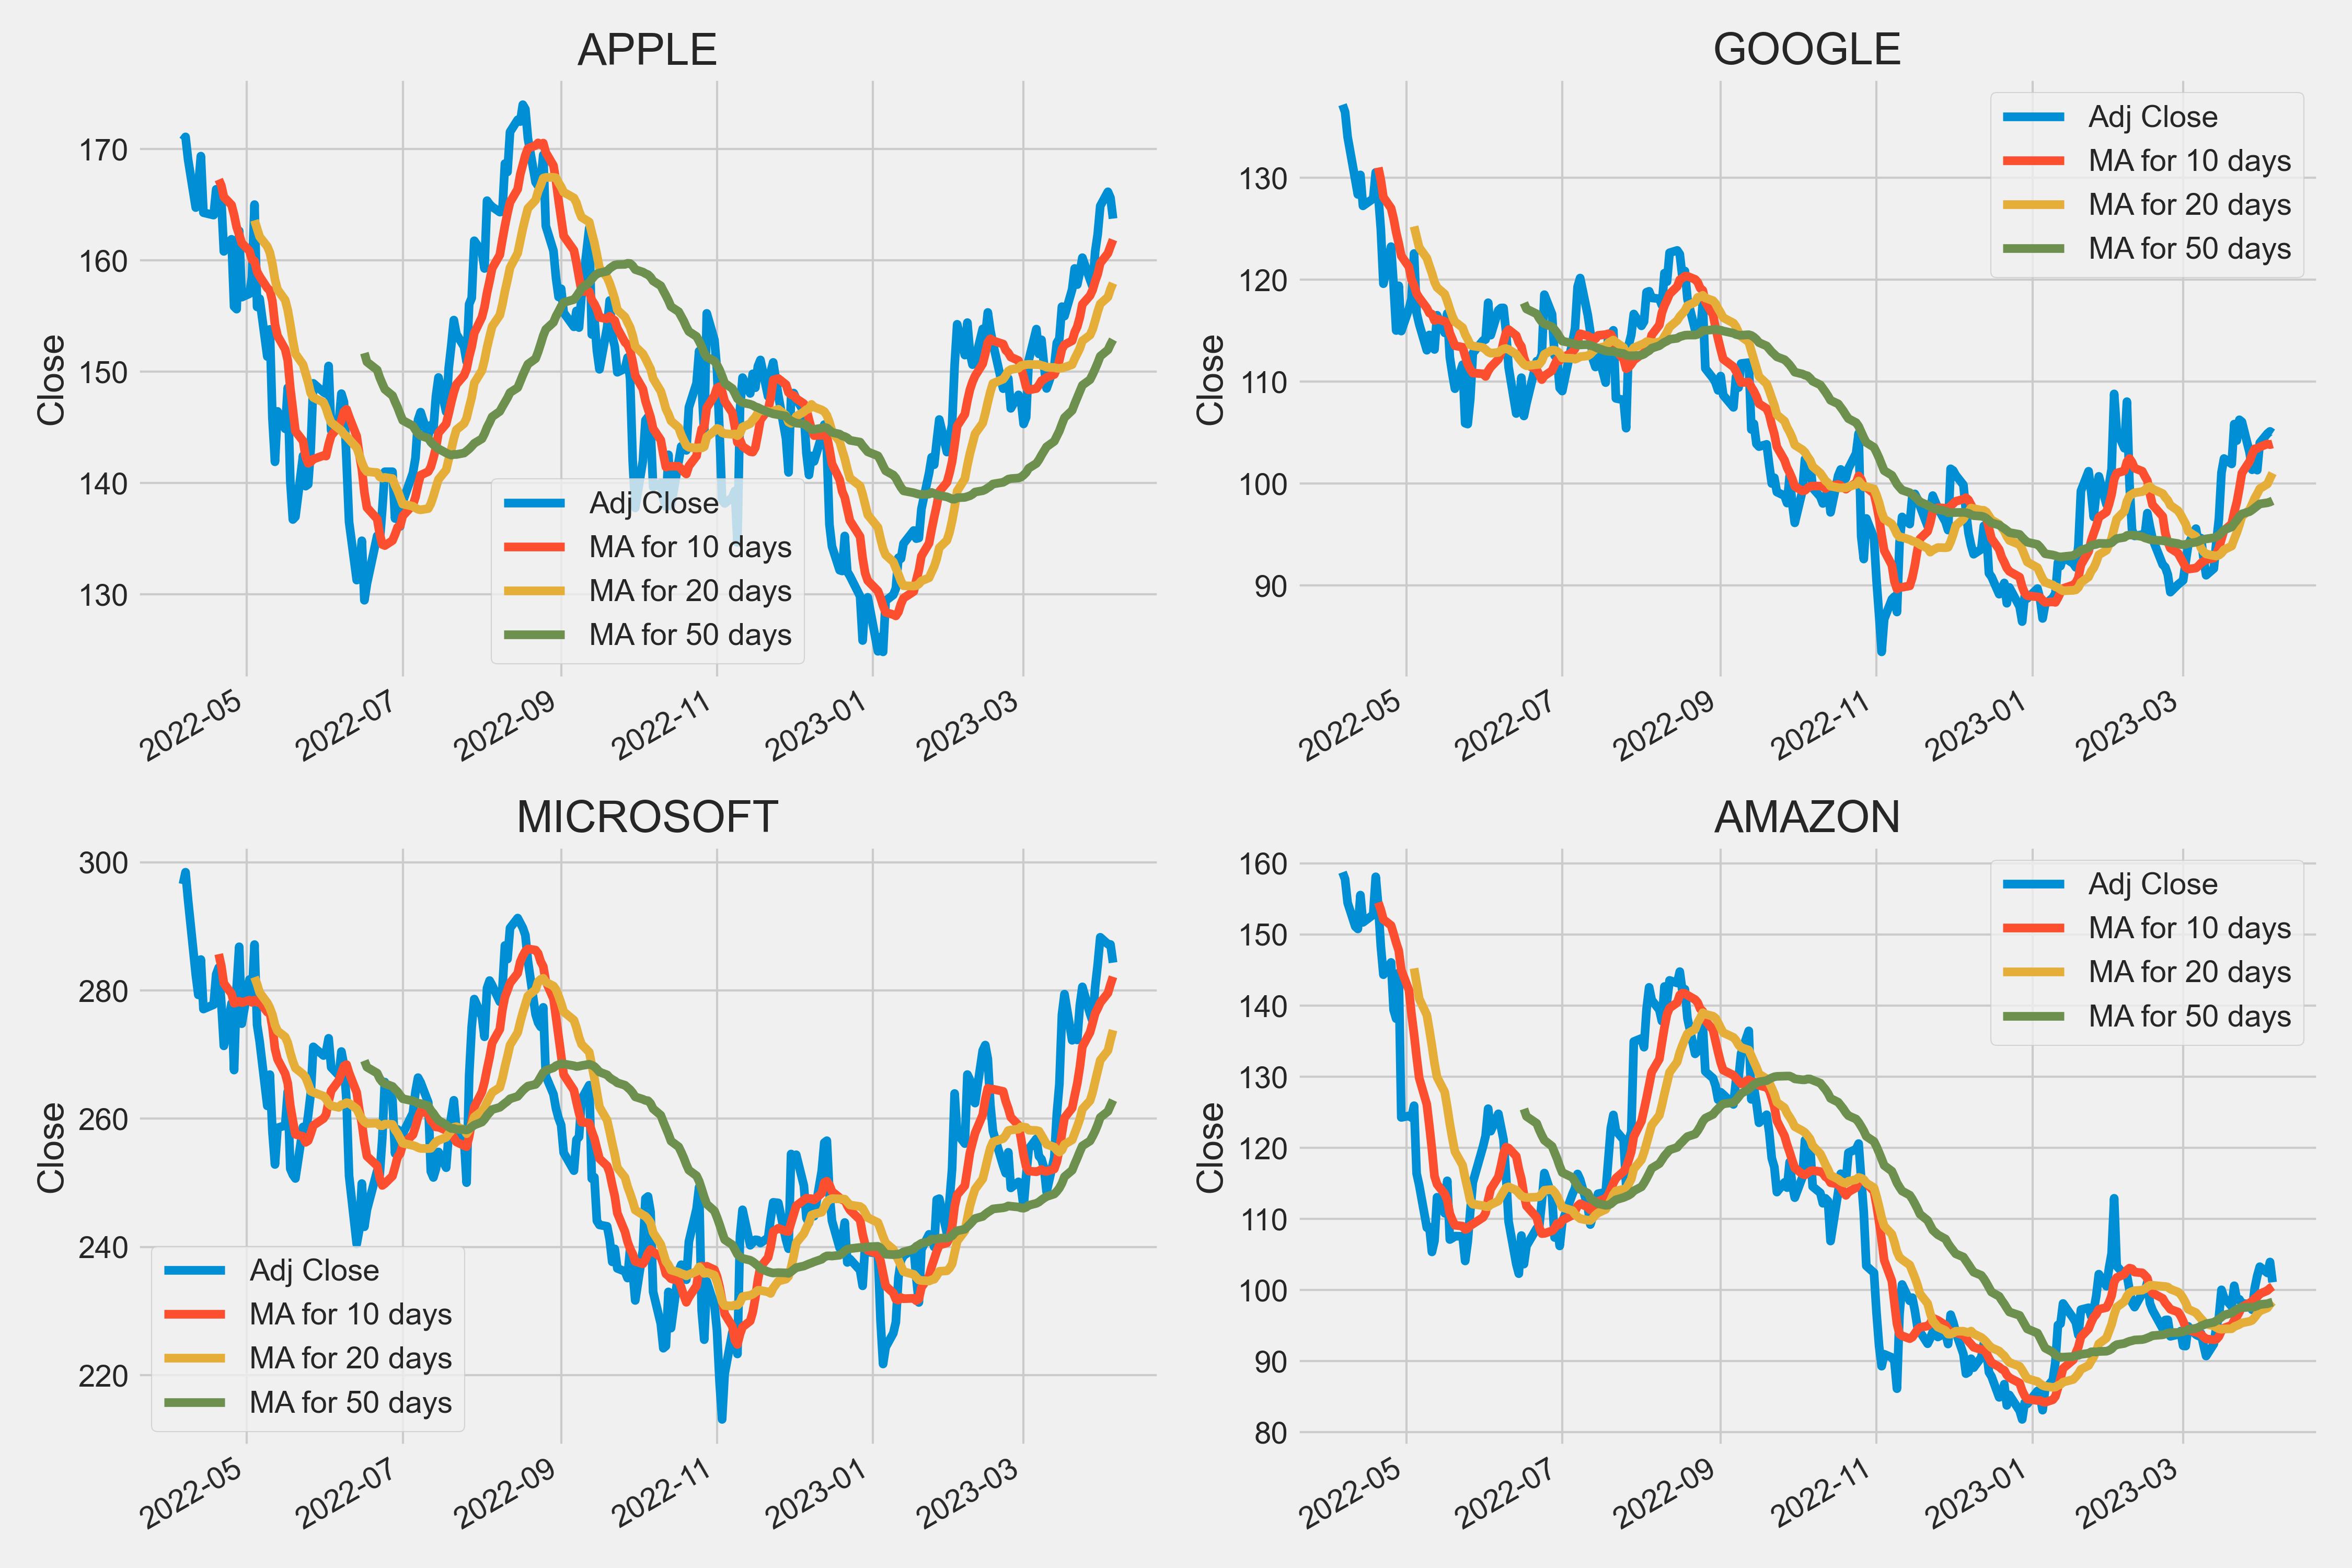 APPLE
Close
170
160
150
140
130
Adj Close
MA for 10 days
MA for 20 days
MA for 50 days
2022-05
2022-07
2022-09
2022-11
2023-01
2023-03
GOOGLE
Close
130
120
110
100
90
Adj Close
MA for 10 days
MA for 20 days
MA for 50 days
2022-05
2022-07
2022-09
2022-11
2023-01
2023-03
MICROSOFT
Close
300
280
260
240
220
Adj Close
MA for 10 days
MA for 20 days
MA for 50 days
2022-05
2022-07
2022-09
2022-11
2023-01
2023-03
AMAZON
Close
160
150
140
130
120
110
100
90
80
Adj Close
MA for 10 days
MA for 20 days
MA for 50 days
2022-05
2022-07
2022-09
2022-11
2023-01
2023-03